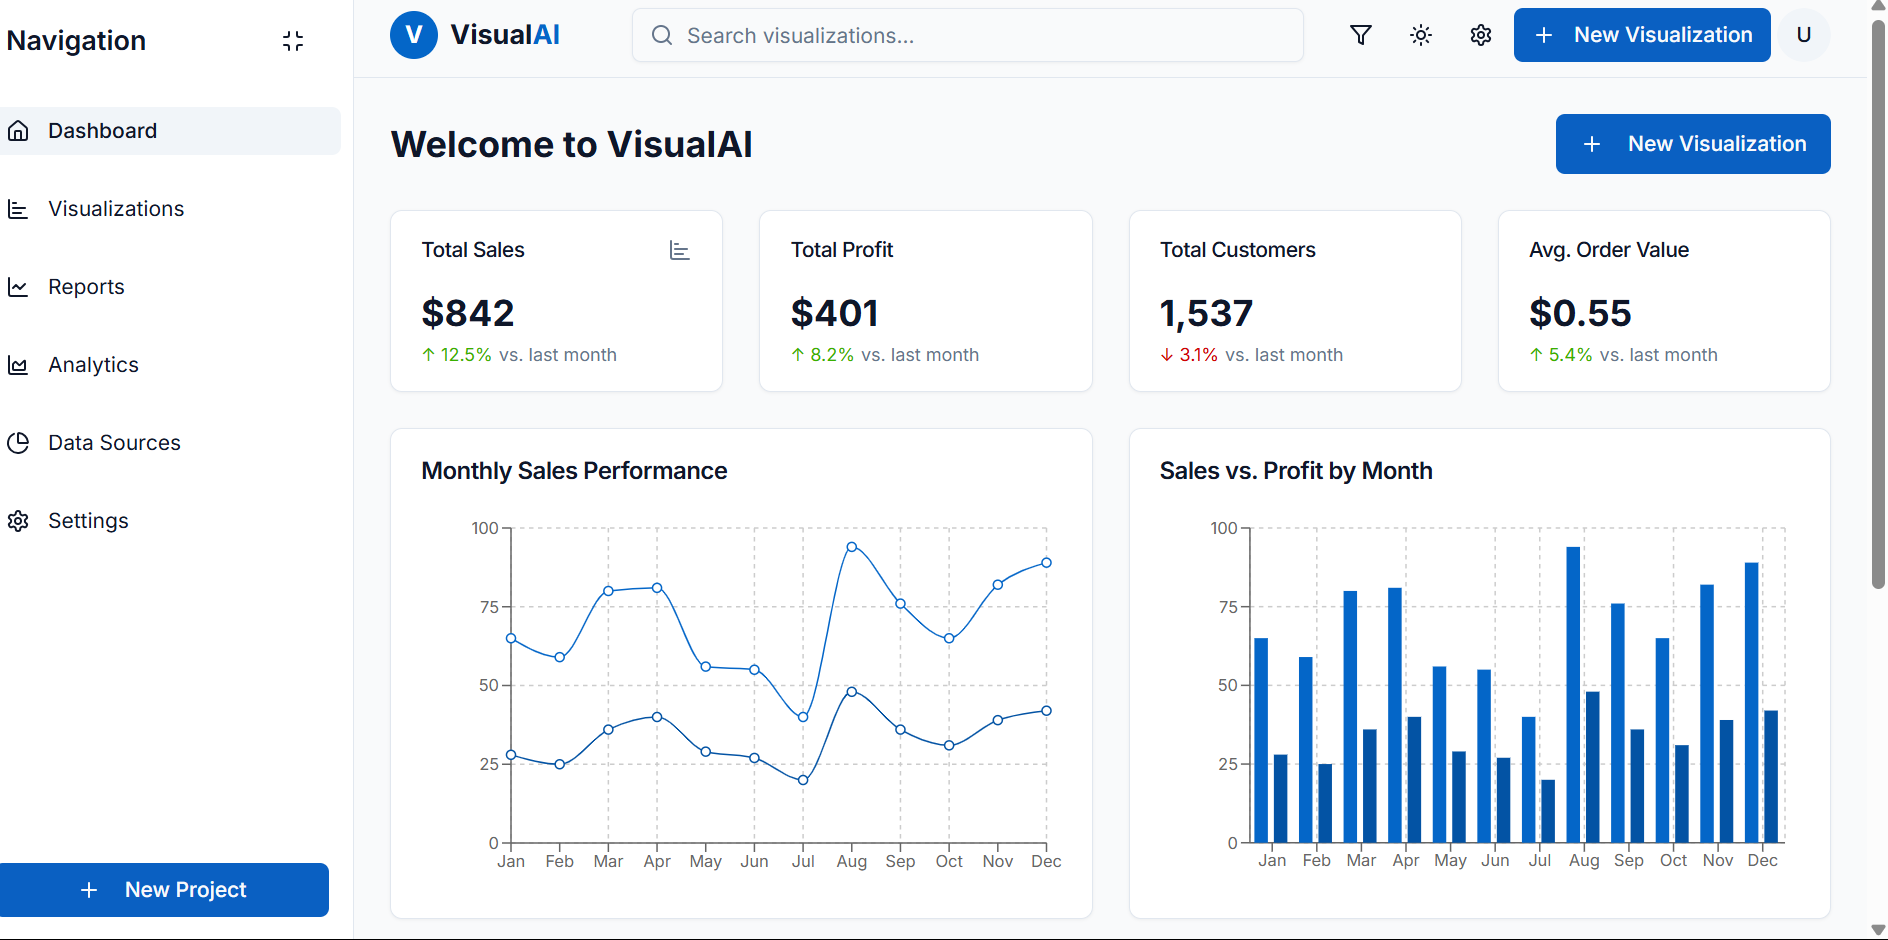 Navigation
Dashboard
Visualizations
Reports
Analytics
Data Sources
Settings
New Project
V VisualAI
Search visualizations...
New Visualization
U
Welcome to VisualAI
New Visualization
Total Sales
$842
↑ 12.5% vs. last month
Total Profit
$401
↑ 8.2% vs. last month
Total Customers
1,537
↓ 3.1% vs. last month
Avg. Order Value
$0.55
↑ 5.4% vs. last month
Monthly Sales Performance
100
75
50
25
0
Jan Feb Mar Apr May Jun Jul Aug Sep Oct Nov Dec
Sales vs. Profit by Month
100
75
50
25
0
Jan Feb Mar Apr May Jun Jul Aug Sep Oct Nov Dec